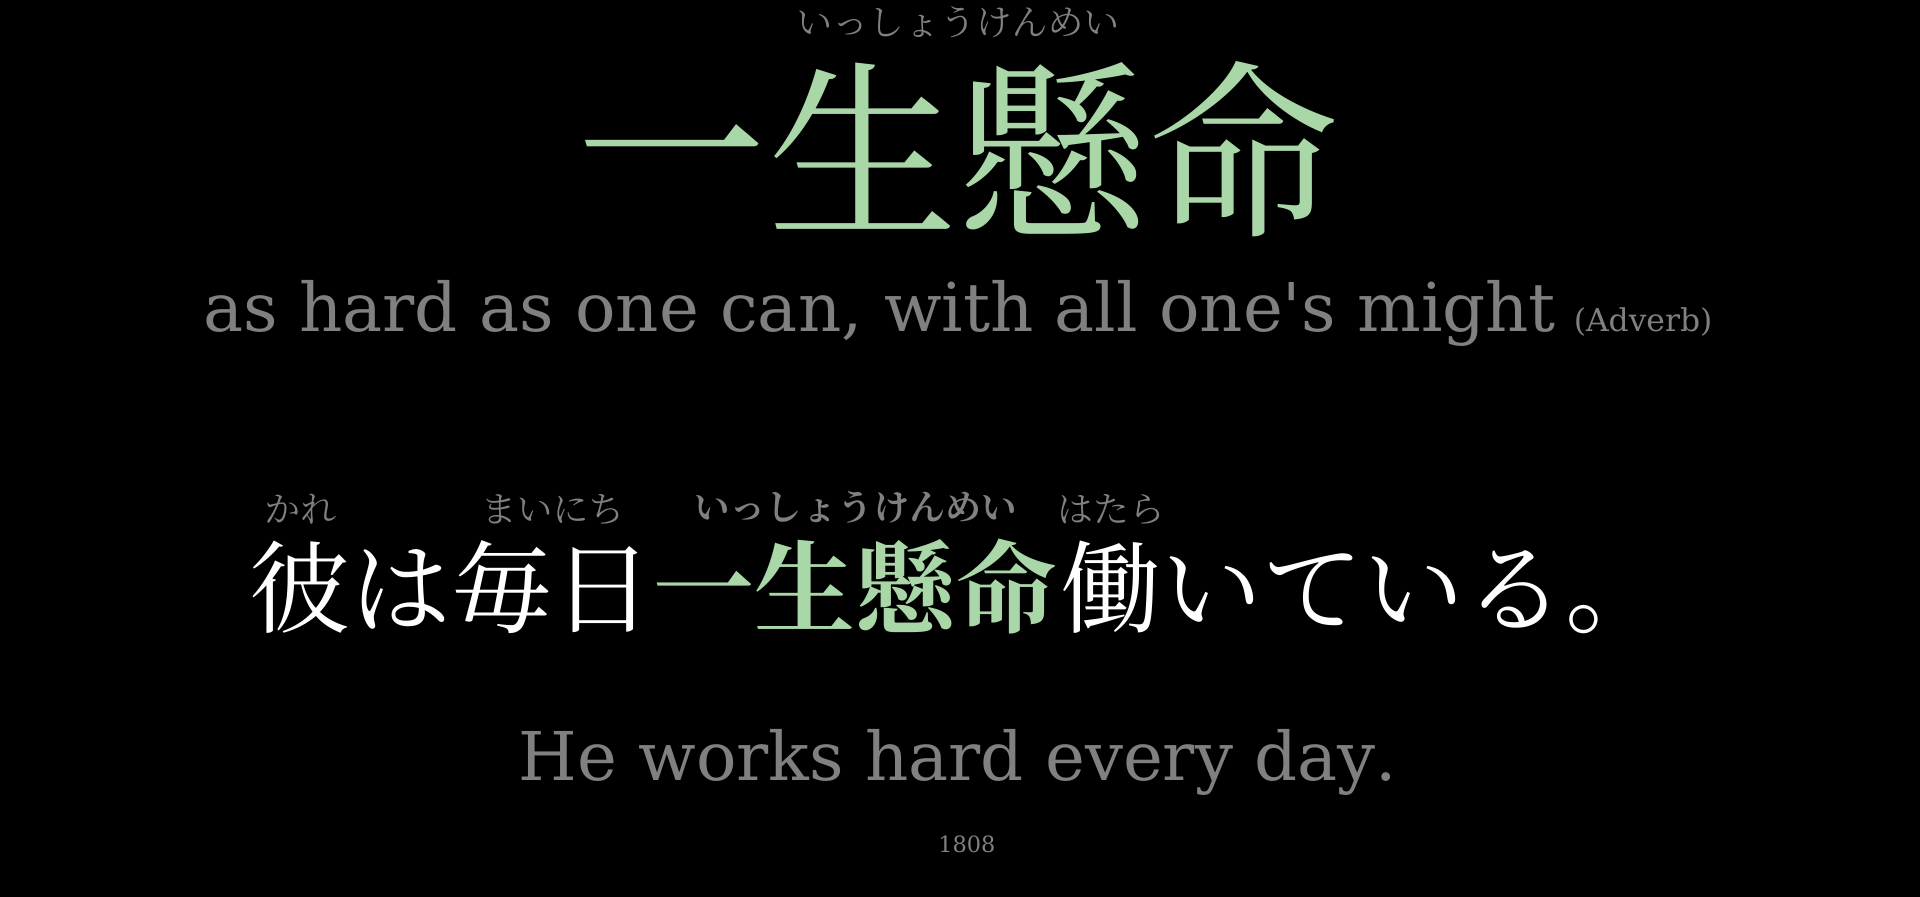 いっしょうけんめい
一生懸命
as hard as one can, with all one's might (Adverb)
かれ まいにち いっしょうけんめい はたら
彼は毎日一生懸命働いている。
He works hard every day.
1808